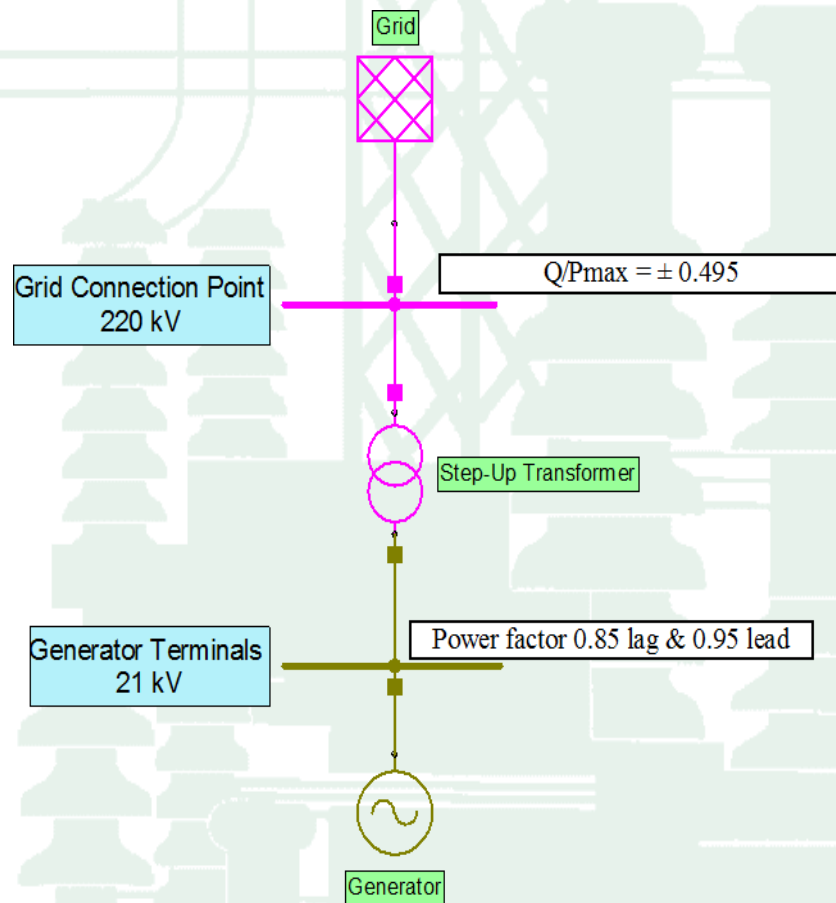 Grid
Q/Pmax = ± 0.495
Grid Connection Point
220 kV
Step-Up Transformer
Power factor 0.85 lag & 0.95 lead
Generator Terminals
21 kV
Generator